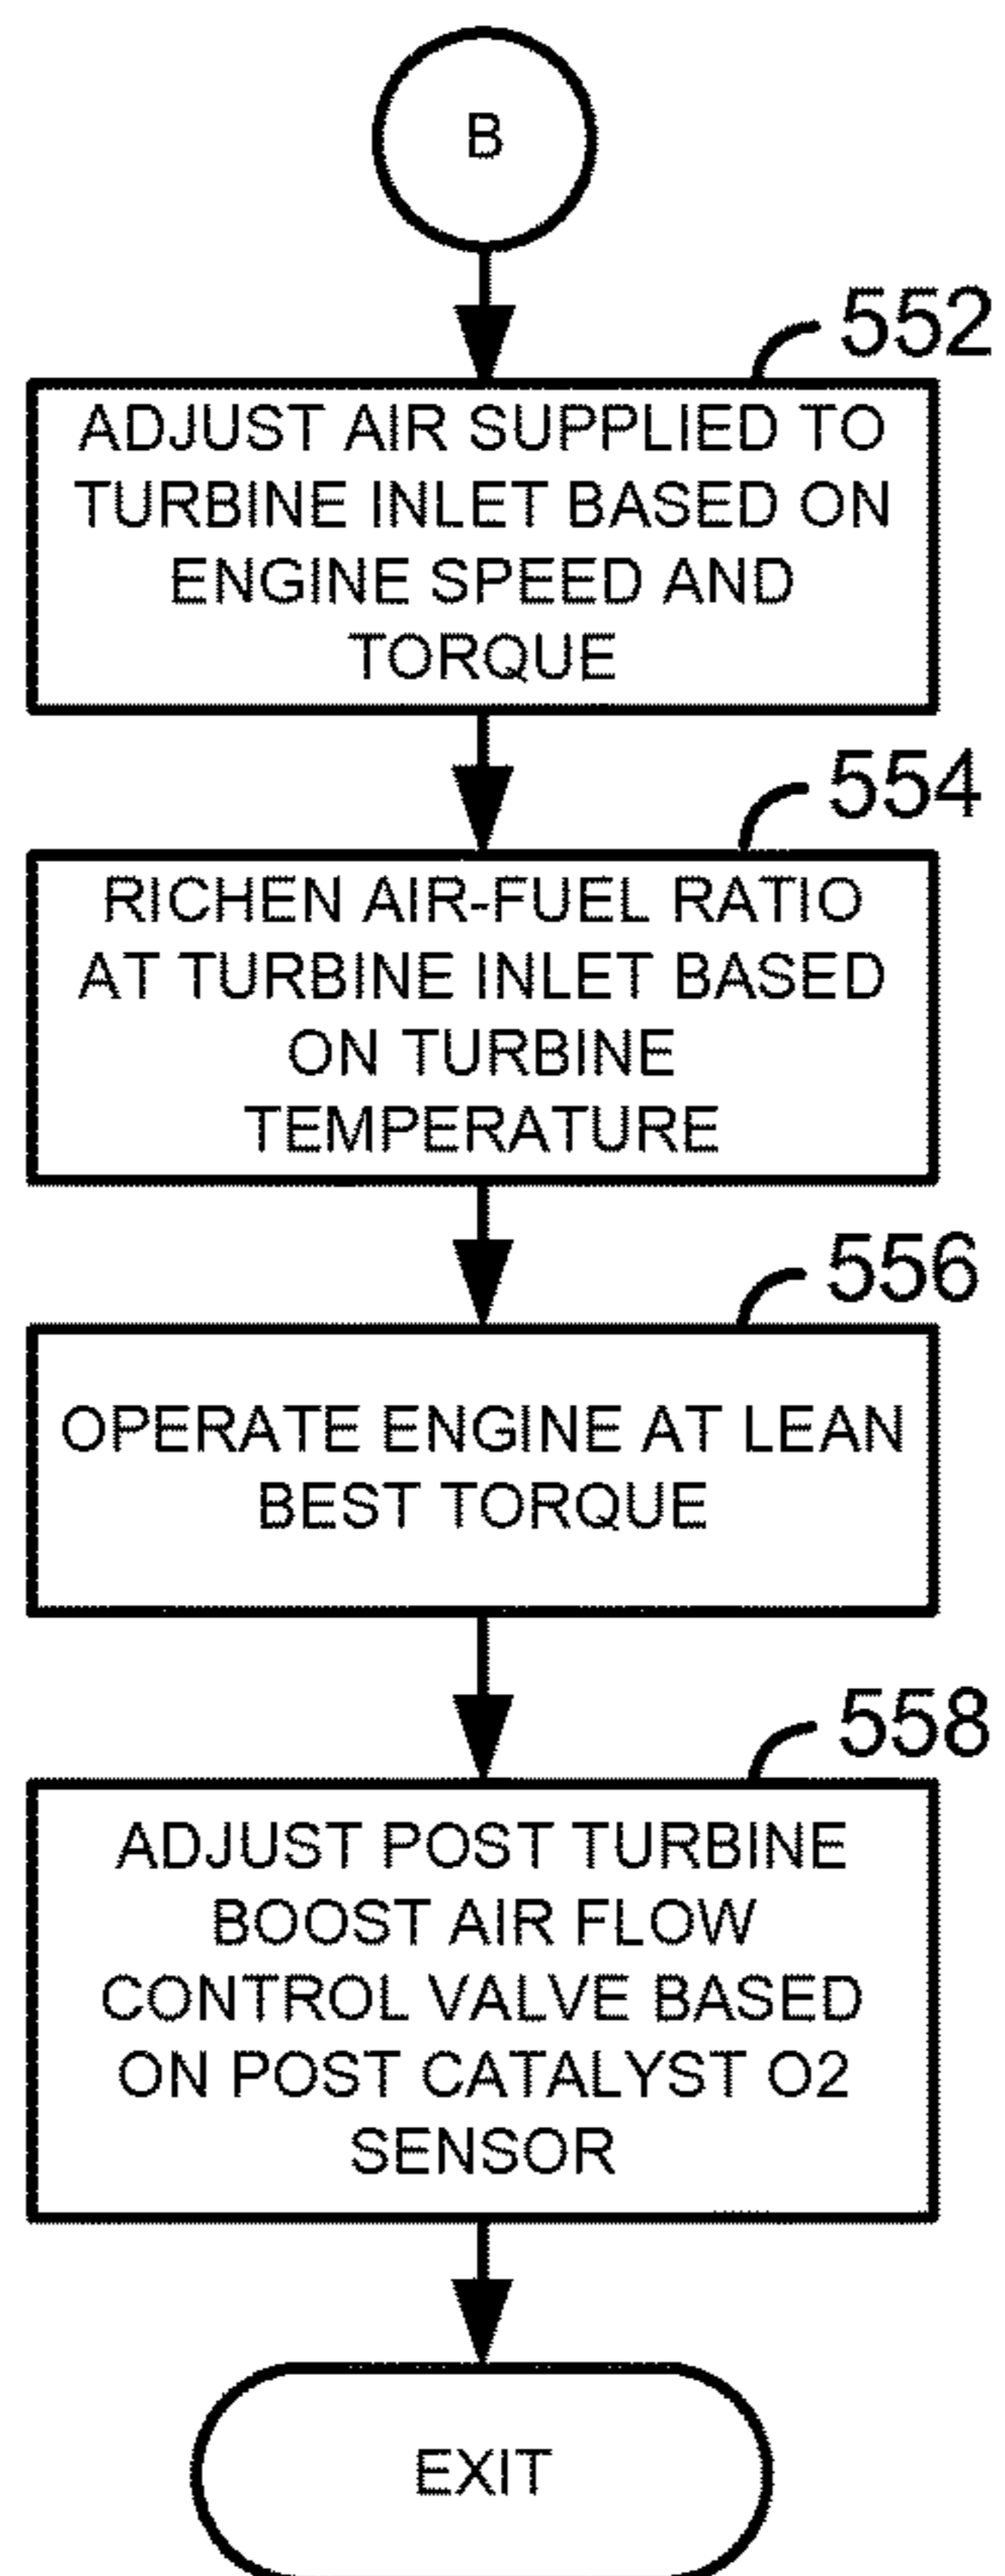 B
552
ADJUST AIR SUPPLIED TO
TURBINE INLET BASED ON
ENGINE SPEED AND
TORQUE
554
RICHEN AIR-FUEL RATIO
AT TURBINE INLET BASED
ON TURBINE
TEMPERATURE
556
OPERATE ENGINE AT LEAN
BEST TORQUE
558
ADJUST POST TURBINE
BOOST AIR FLOW
CONTROL VALVE BASED
ON POST CATALYST O2
SENSOR
EXIT